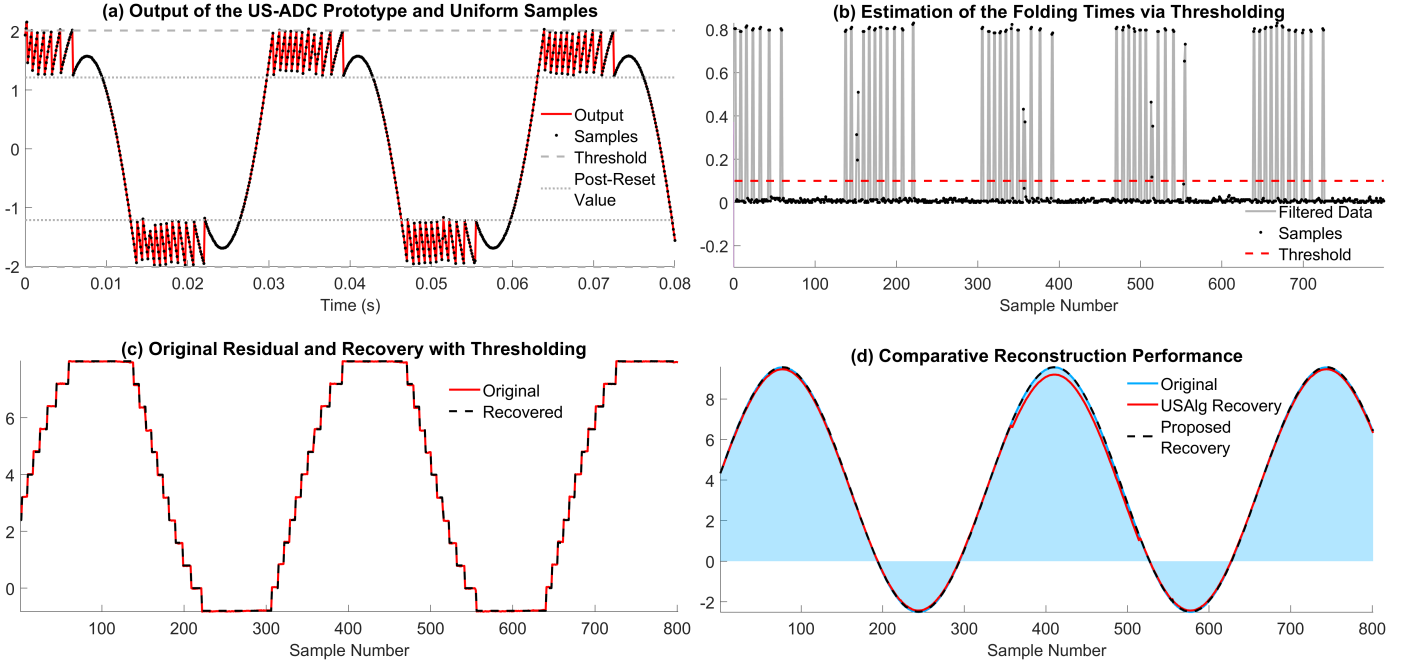 (a) Output of the US-ADC Prototype and Uniform Samples
2
1
0
-1
-2
0
0.01
0.02
0.03
0.04
0.05
0.06
0.07
0.08
Time (s)
Output
Samples
Threshold
Post-Reset
Value
(b) Estimation of the Folding Times via Thresholding
0.8
0.6
0.4
0.2
0
-0.2
0
100
200
300
400
500
600
700
Sample Number
Filtered Data
Samples
Threshold
(c) Original Residual and Recovery with Thresholding
6
4
2
0
100
200
300
400
500
600
700
800
Sample Number
Original
Recovered
(d) Comparative Reconstruction Performance
8
6
4
2
0
-2
100
200
300
400
500
600
700
800
Sample Number
Original
USAlg Recovery
Proposed
Recovery